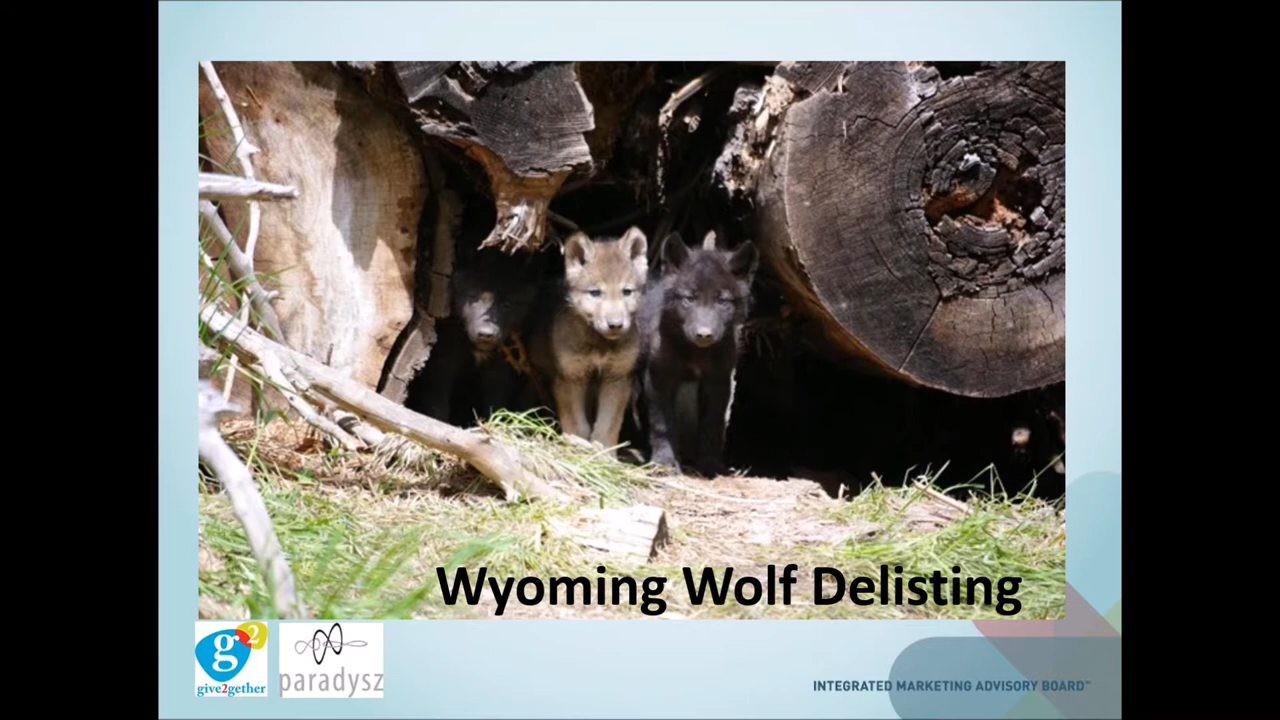 Wyoming Wolf Delisting
g2
give2gether
paradysz
INTEGRATED MARKETING ADVISORY BOARD™